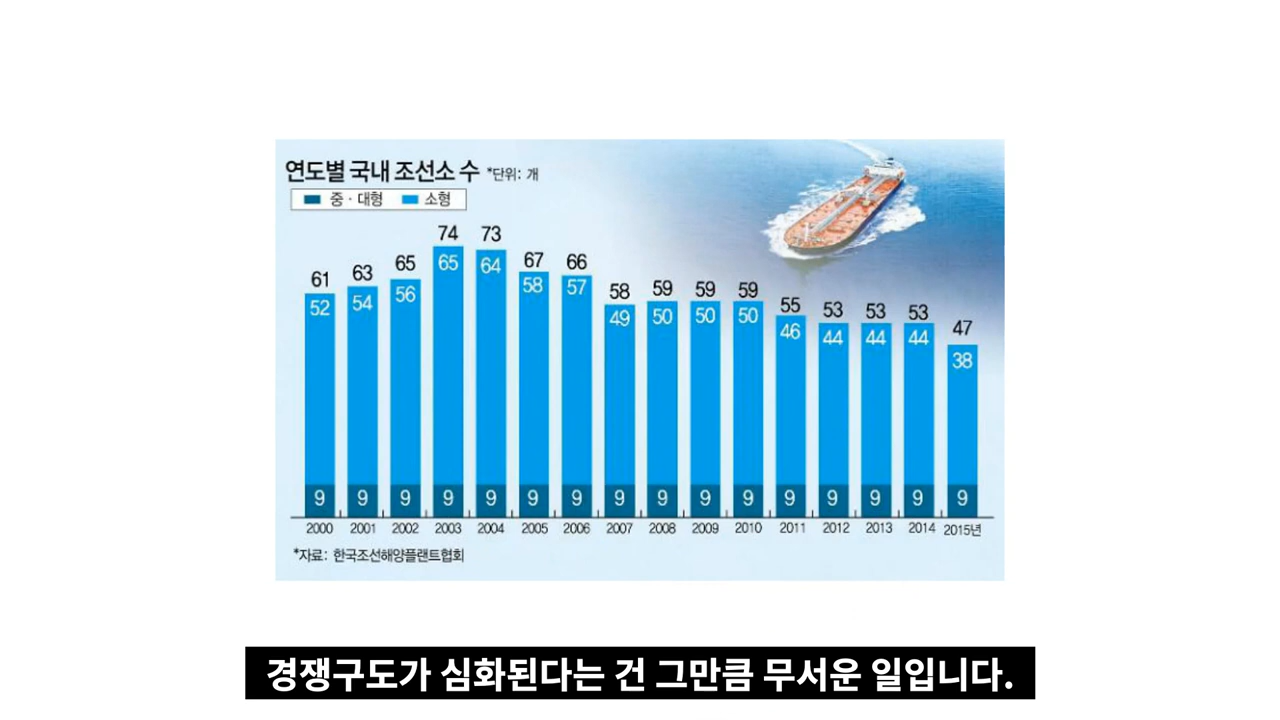 연도별 국내 조선소 수 *단위: 개
중·대형 소형
61 63 65 74 73 67 66 58 59 59 59 55 53 53 53 47
52 54 56 65 64 58 57 49 50 50 50 46 44 44 44 38
9 9 9 9 9 9 9 9 9 9 9 9 9 9 9 9
2000 2001 2002 2003 2004 2005 2006 2007 2008 2009 2010 2011 2012 2013 2014 2015년
*자료: 한국조선해양플랜트협회
경쟁구도가 심화된다는 건 그만큼 무서운 일입니다.